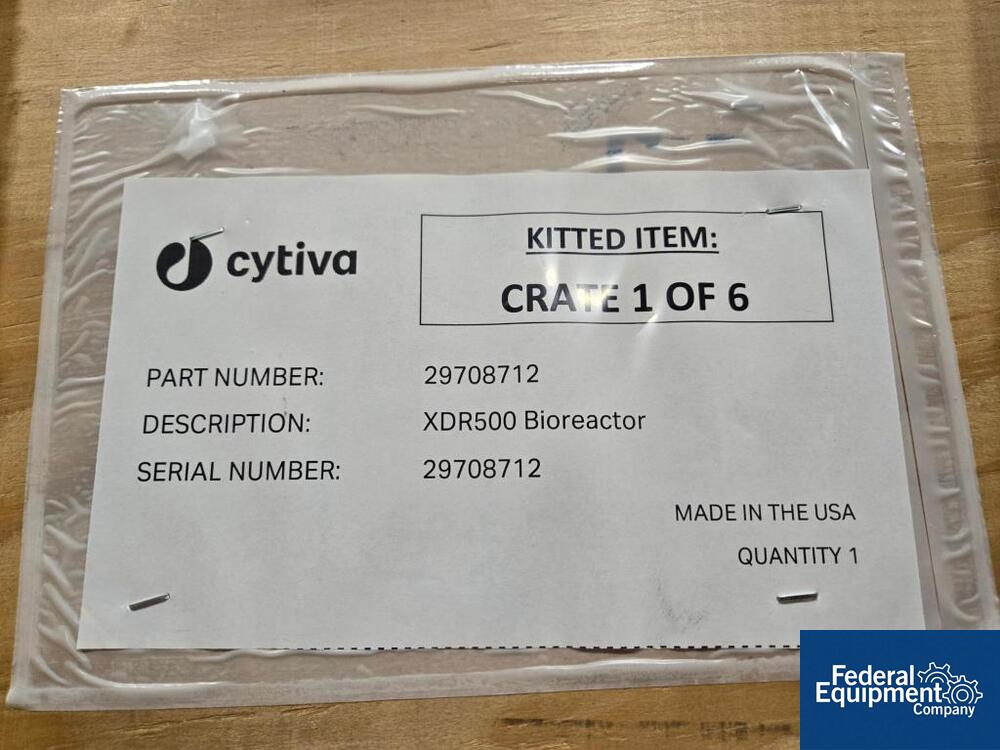 cytiva
KITTED ITEM:
CRATE 1 OF 6
PART NUMBER: 29708712
DESCRIPTION: XDR500 Bioreactor
SERIAL NUMBER: 29708712
MADE IN THE USA
QUANTITY 1
Federal
Equipment
Company